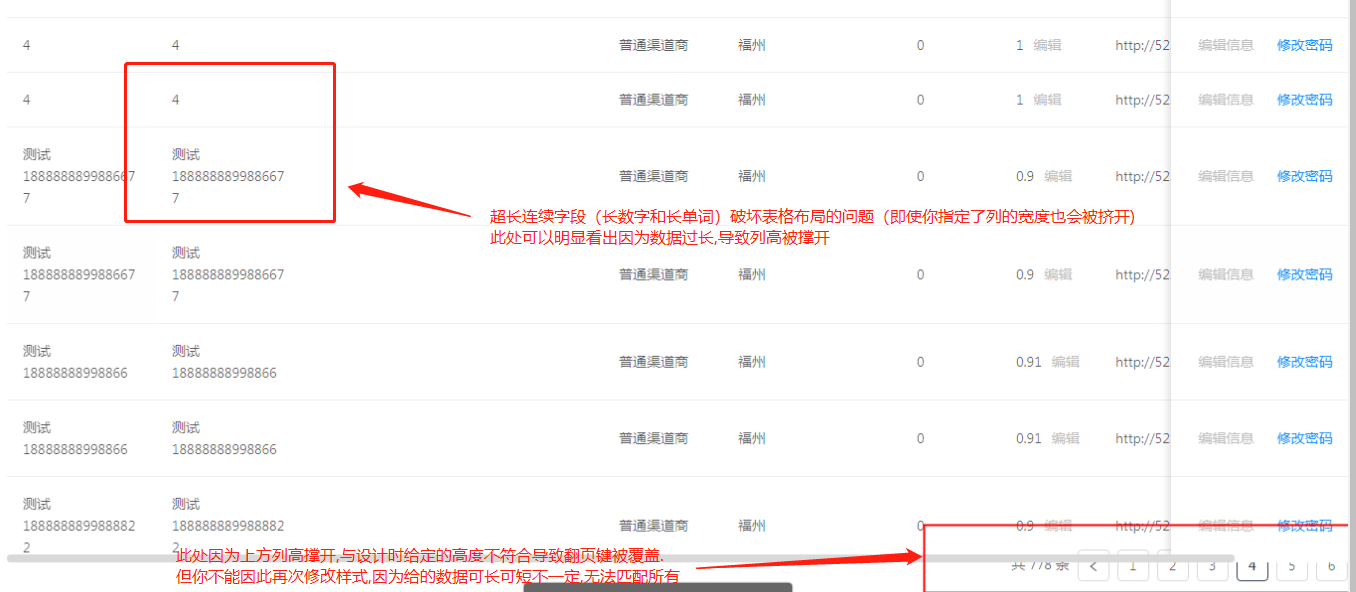 4 4 普通渠道商 福州 0 1 编辑 http://52 编辑信息 修改密码
4 4 普通渠道商 福州 0 1 编辑 http://52 编辑信息 修改密码
测试 测试
188888889988667 188888889988667 普通渠道商 福州 0 0.9 编辑 http://52 编辑信息 修改密码
7 7
超长连续字段（长数字和长单词）破坏表格布局的问题（即使你指定了列的宽度也会被挤开)
此处可以明显看出因为数据过长,导致列高被撑开
测试 测试
188888889988667 188888889988667 普通渠道商 福州 0 0.9 编辑 http://52 编辑信息 修改密码
7 7
测试 测试
18888888998866 18888888998866 普通渠道商 福州 0 0.91 编辑 http://52 编辑信息 修改密码
测试 测试
18888888998866 18888888998866 普通渠道商 福州 0 0.91 编辑 http://52 编辑信息 修改密码
测试 测试
188888889988882 188888889988882 普通渠道商 福州 0 0.9 编辑 http://52 编辑信息 修改密码
2 2
此处因为上方列高撑开,与设计时给定的高度不符合导致翻页键被覆盖.
但你不能因此再次修改样式,因为给的数据可长可短不一定,无法匹配所有
共 778 条 < 1 2 3 4 5 6